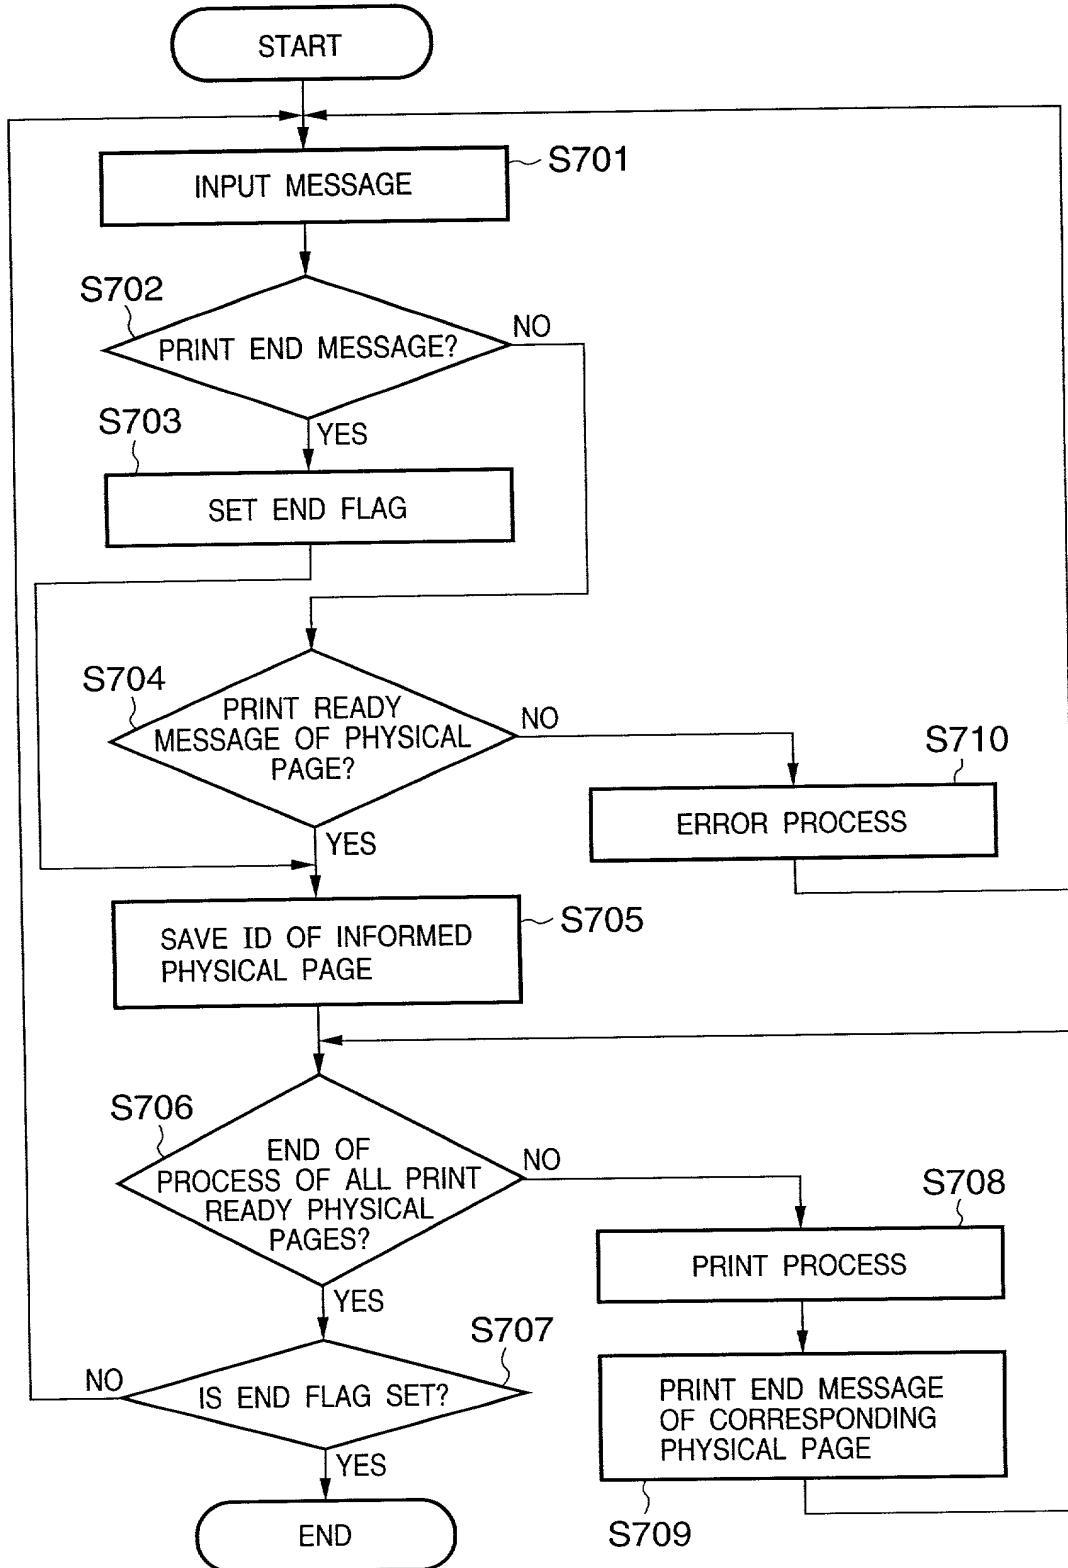 START
S701
INPUT MESSAGE
S702
NO
PRINT END MESSAGE?
S703
YES
SET END FLAG
S704
PRINT READY
MESSAGE OF PHYSICAL
PAGE?
NO
S710
ERROR PROCESS
YES
S705
SAVE ID OF INFORMED
PHYSICAL PAGE
S706
END OF
PROCESS OF ALL PRINT
READY PHYSICAL
PAGES?
NO
S708
PRINT PROCESS
YES
S707
NO
IS END FLAG SET?
PRINT END MESSAGE
OF CORRESPONDING
PHYSICAL PAGE
YES
S709
END